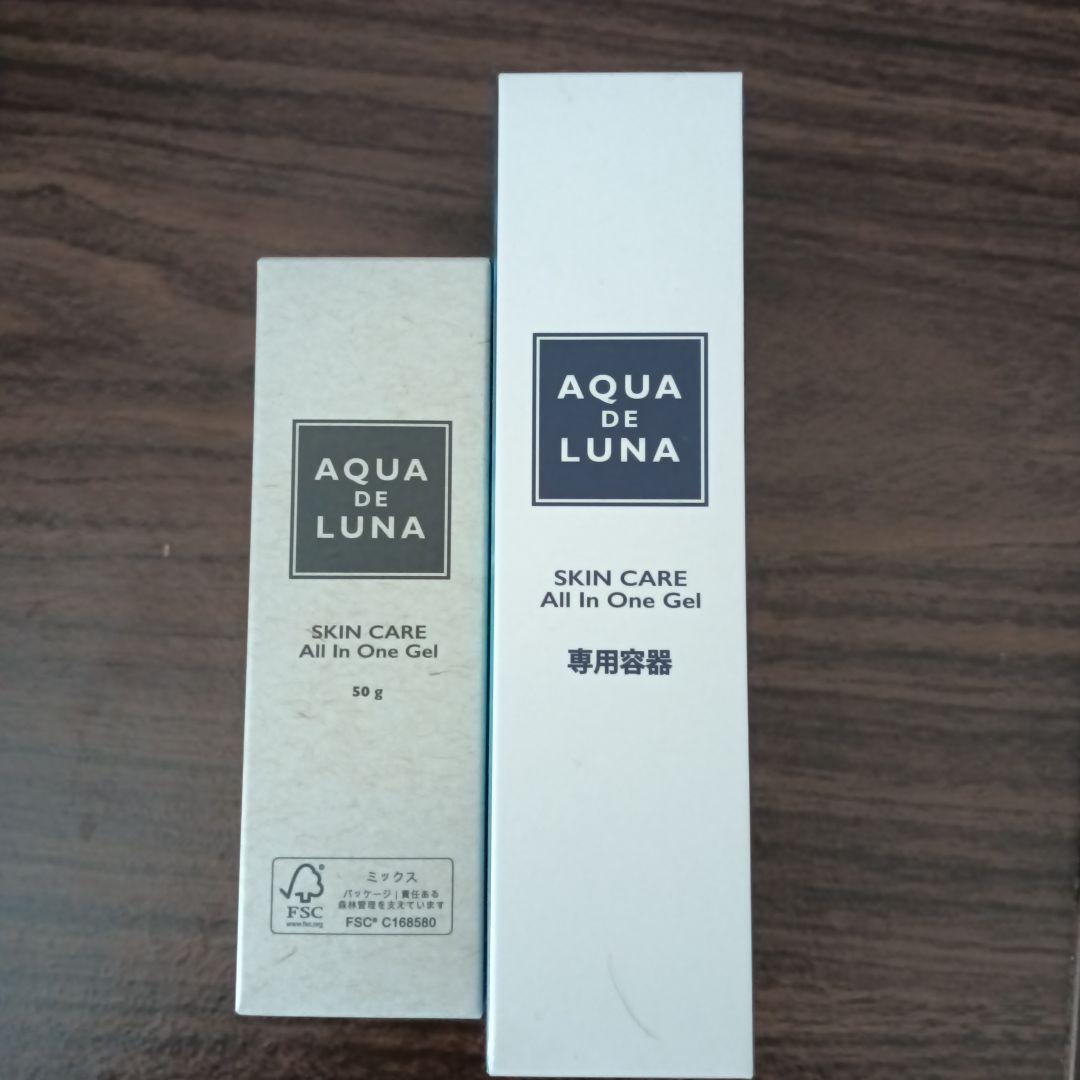 AQUA
DE
LUNA
SKIN CARE
All In One Gel
50 g
FSC
www.fsc.org
ミックス
パッケージ | 責任ある
森林管理を支えています
FSC® C168580
AQUA
DE
LUNA
SKIN CARE
All In One Gel
専用容器